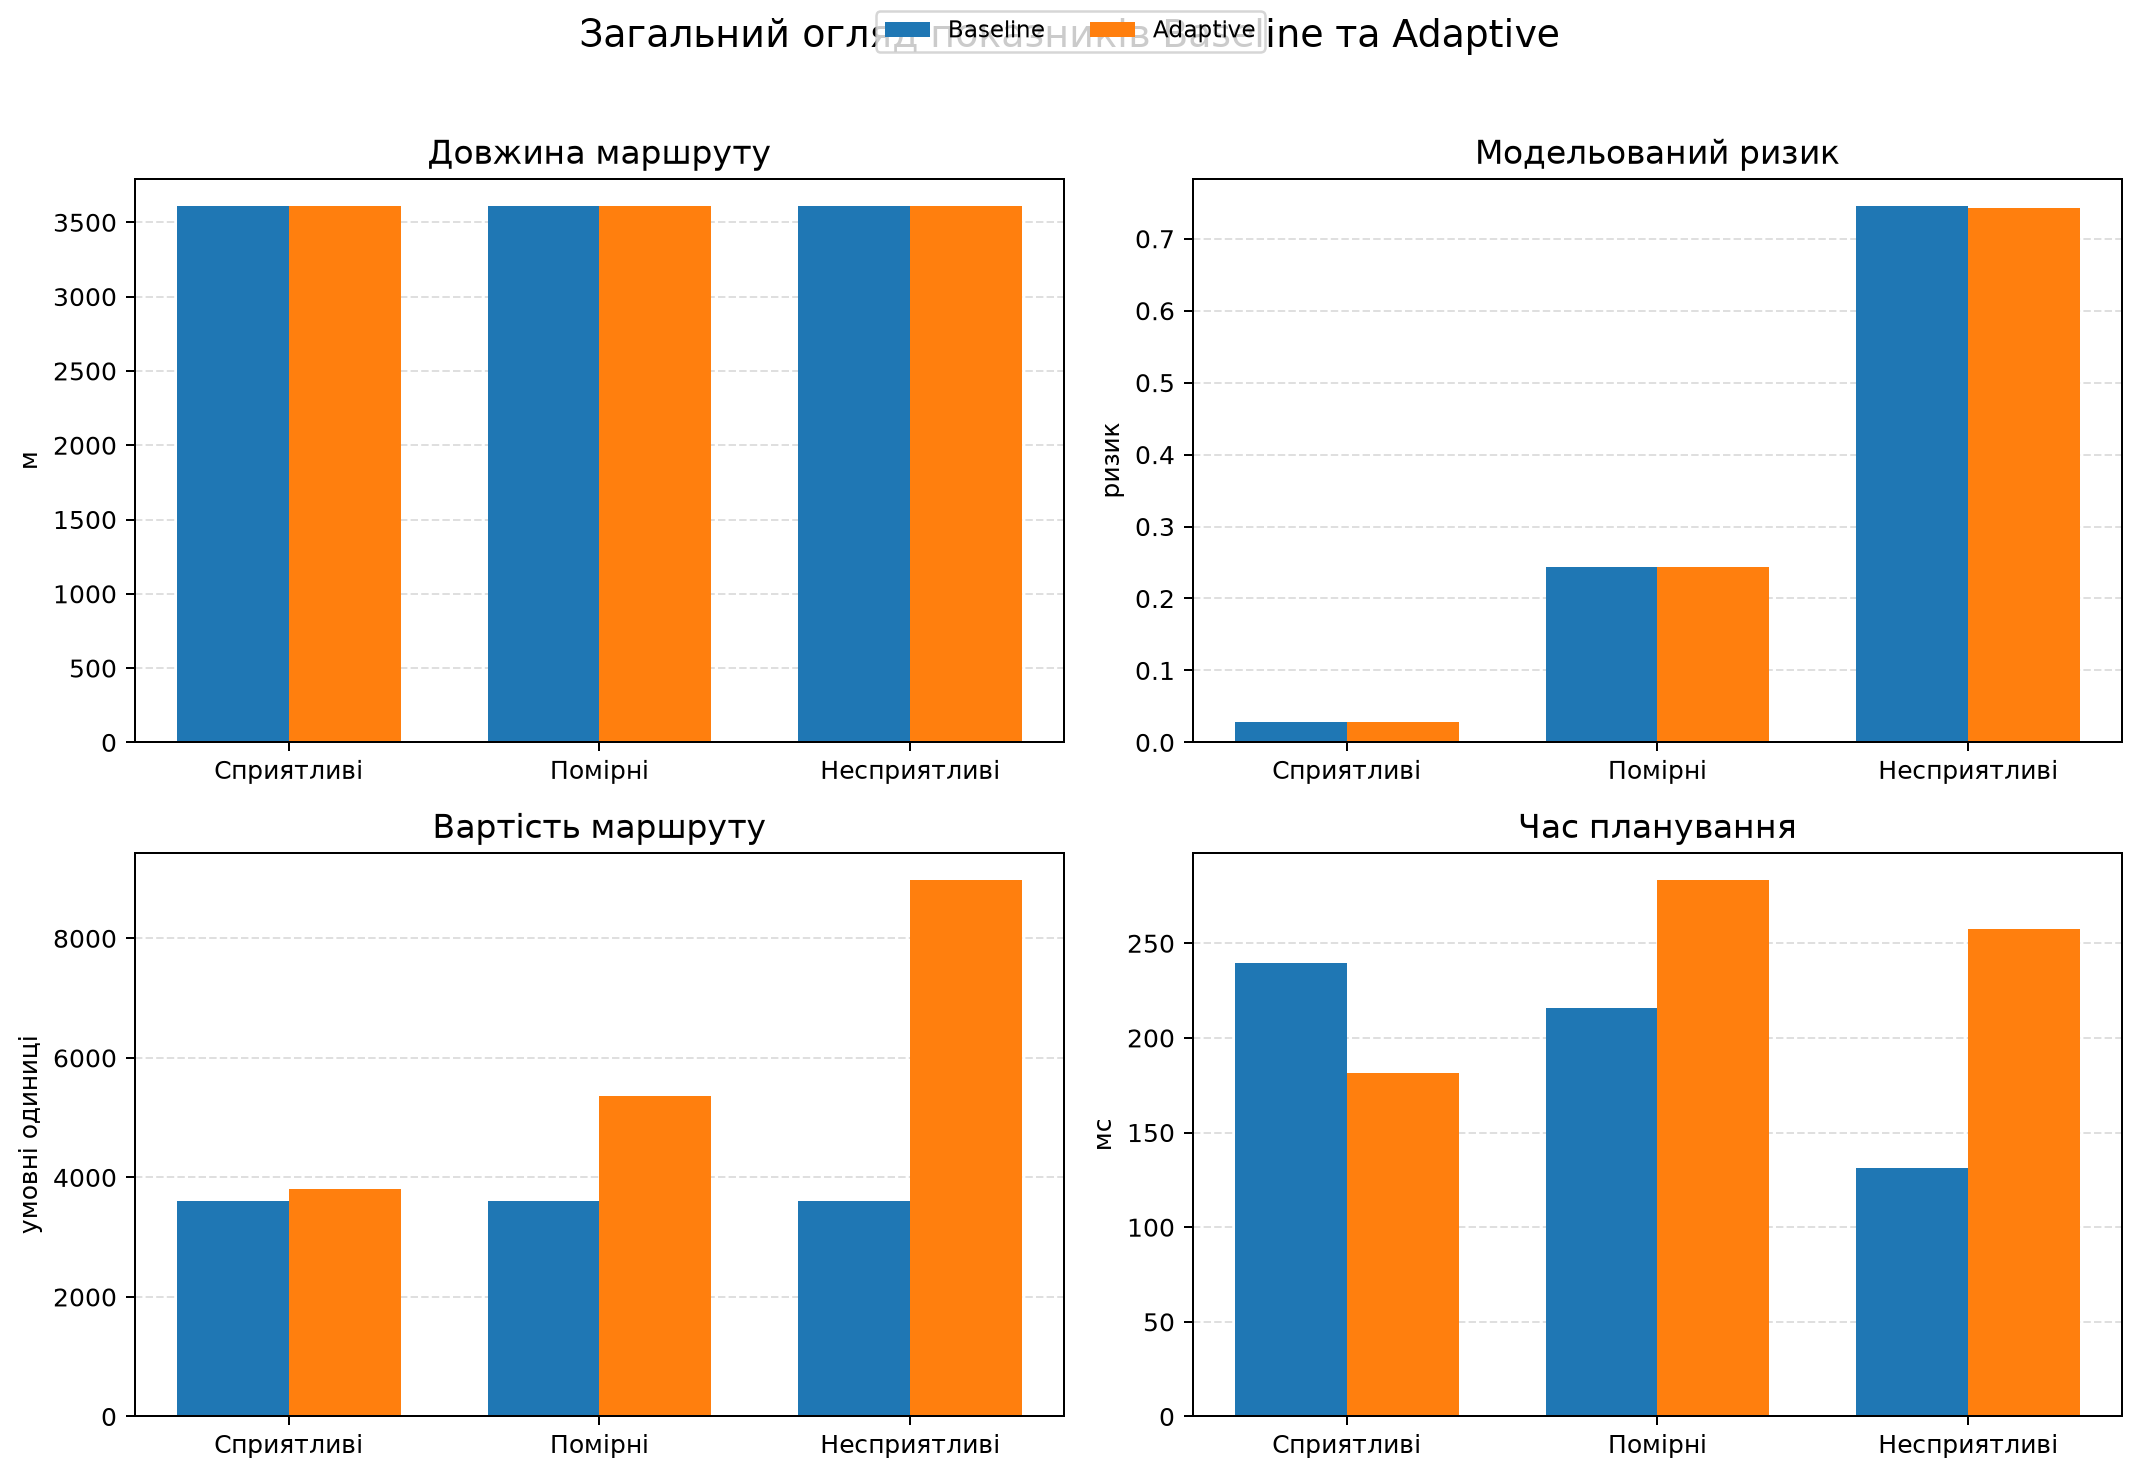 Загальний огляд показників Baseline та Adaptive
Baseline Adaptive
Довжина маршруту
м
3500
3000
2500
2000
1500
1000
500
0
Сприятливі Помірні Несприятливі
Модельований ризик
ризик
0.7
0.6
0.5
0.4
0.3
0.2
0.1
0.0
Сприятливі Помірні Несприятливі
Вартість маршруту
умовні одиниці
8000
6000
4000
2000
0
Сприятливі Помірні Несприятливі
Час планування
мс
250
200
150
100
50
0
Сприятливі Помірні Несприятливі